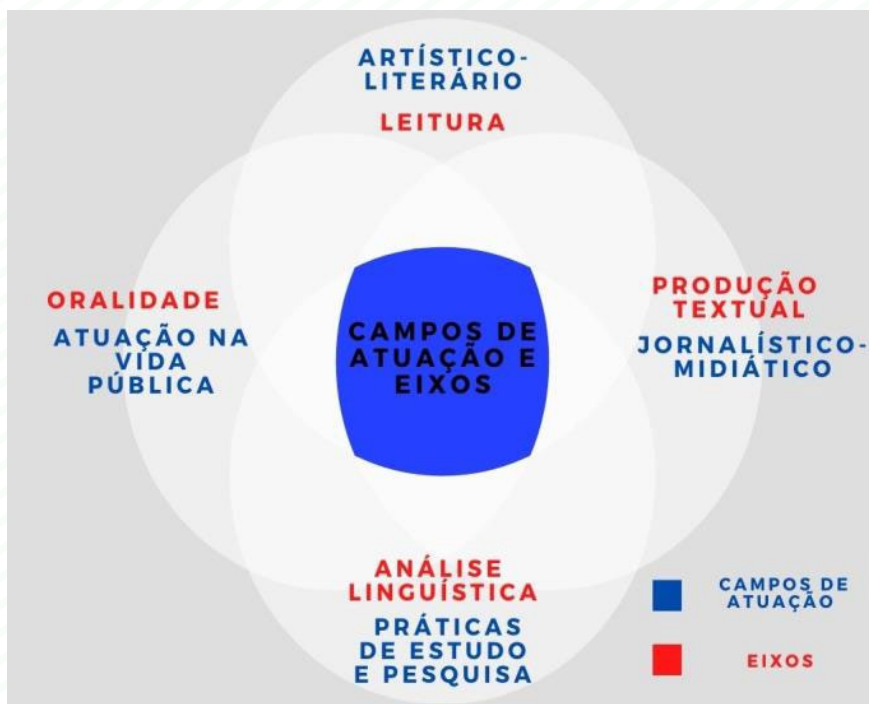 ARTÍSTICO-
LITERÁRIO
LEITURA
ORALIDADE
ATUAÇÃO NA
VIDA
PÚBLICA
CAMPOS DE
ATUAÇÃO E
EIXOS
PRODUÇÃO
TEXTUAL
JORNALÍSTICO-
MIDIÁTICO
ANÁLISE
LINGUÍSTICA
PRÁTICAS
DE ESTUDO
E PESQUISA
CAMPOS DE
ATUAÇÃO
EIXOS